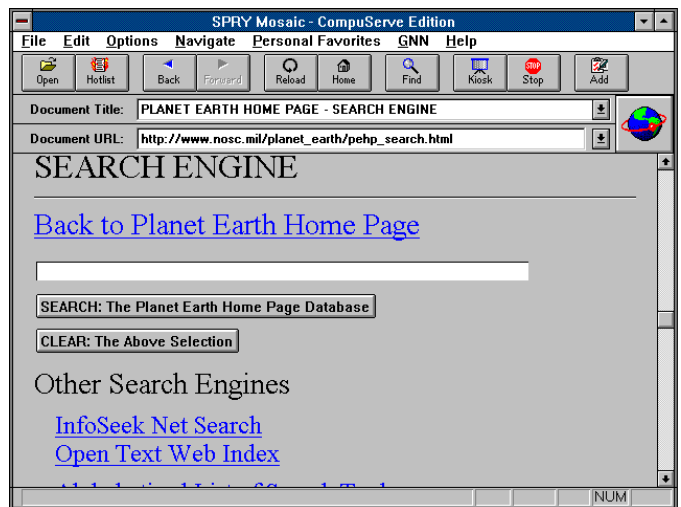 SPRY Mosaic - CompuServe Edition
File Edit Options Navigate Personal Favorites GNN Help
Open Hotlist Back Forward Reload Home Find Kiosk Stop Add
Document Title: PLANET EARTH HOME PAGE - SEARCH ENGINE
Document URL: http://www.nosc.mil/planet_earth/pehp_search.html
SEARCH ENGINE
Back to Planet Earth Home Page
SEARCH: The Planet Earth Home Page Database
CLEAR: The Above Selection
Other Search Engines
InfoSeek Net Search
Open Text Web Index
NUM